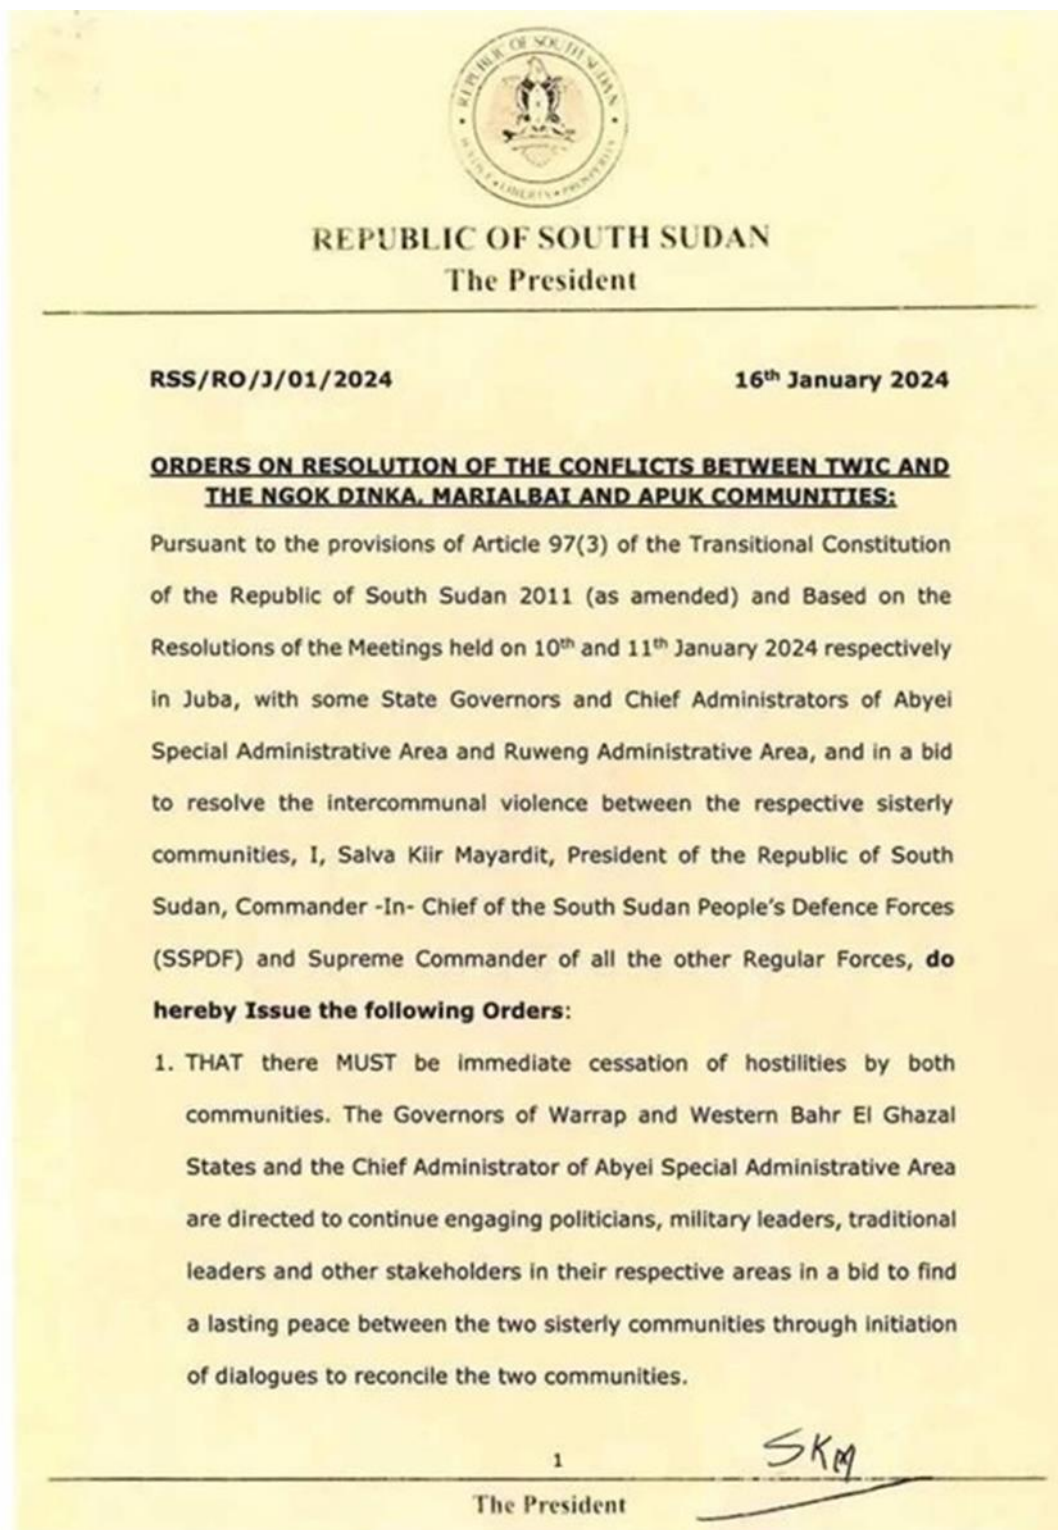 REPUBLIC OF SOUTH SUDAN
JUSTICE • LIBERTY • PROSPERITY
REPUBLIC OF SOUTH SUDAN
The President
RSS/RO/J/01/2024 16th January 2024
ORDERS ON RESOLUTION OF THE CONFLICTS BETWEEN TWIC AND
THE NGOK DINKA, MARIALBAI AND APUK COMMUNITIES:
Pursuant to the provisions of Article 97(3) of the Transitional Constitution
of the Republic of South Sudan 2011 (as amended) and Based on the
Resolutions of the Meetings held on 10th and 11th January 2024 respectively
in Juba, with some State Governors and Chief Administrators of Abyei
Special Administrative Area and Ruweng Administrative Area, and in a bid
to resolve the intercommunal violence between the respective sisterly
communities, I, Salva Kiir Mayardit, President of the Republic of South
Sudan, Commander -In- Chief of the South Sudan People's Defence Forces
(SSPDF) and Supreme Commander of all the other Regular Forces, do
hereby Issue the following Orders:
1. THAT there MUST be immediate cessation of hostilities by both
communities. The Governors of Warrap and Western Bahr El Ghazal
States and the Chief Administrator of Abyei Special Administrative Area
are directed to continue engaging politicians, military leaders, traditional
leaders and other stakeholders in their respective areas in a bid to find
a lasting peace between the two sisterly communities through initiation
of dialogues to reconcile the two communities.
1
SKM
The President